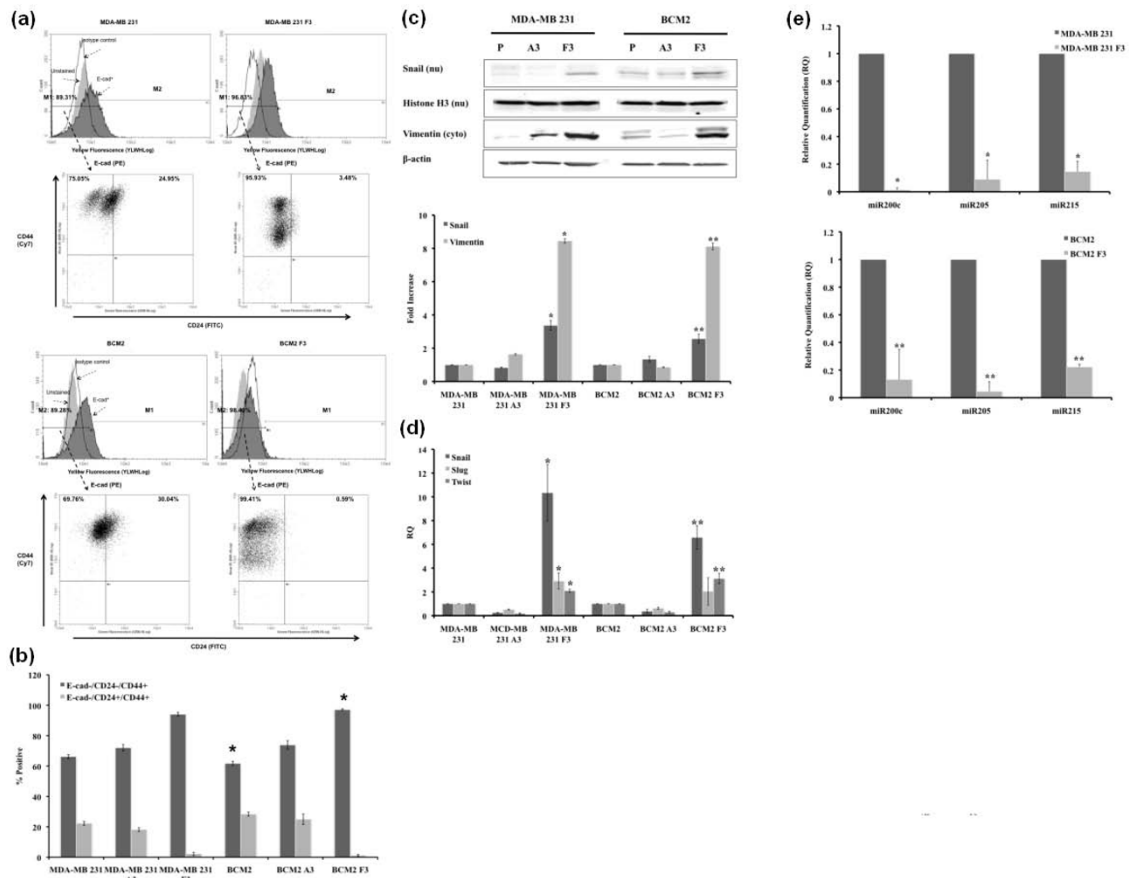 (a)
MDA-MB 231
MDA-MB 231 F3
Isotype control
Unstained
E-cad+
M1: 89.31%
M2
M1: 96.83%
M2
Yellow Fluorescence (YLWHLog)
Yellow Fluorescence (YLWHLog)
E-cad (PE)
75.05%
24.95%
95.93%
3.48%
CD44
(Cy7)
CD24 (FITC)
BCM2
BCM2 F3
Isotype control
Unstained
E-cad+
M2: 89.28%
M1
M1
Yellow Fluorescence (YLWHLog)
Yellow Fluorescence (YLWHLog)
E-cad (PE)
69.76%
30.04%
99.41%
0.59%
CD44
(Cy7)
CD24 (FITC)
(b)
120
100
80
60
40
20
0
% Positive
E-cad-/CD24-/CD44+
E-cad-/CD24+/CD44+
*
*
MDA-MB 231
MDA-MB 231
MDA-MB 231
BCM2
BCM2 A3
BCM2 F3
(c)
MDA-MB 231
BCM2
P A3 F3 P A3 F3
Snail (nu)
Histone H3 (nu)
Vimentin (cyto)
β-actin
10
8
6
4
2
0
Fold Increase
Snail
Vimentin
*
*
**
**
MDA-MB
231
MDA-MB
231 A3
MDA-MB
231 F3
BCM2
BCM2 A3
BCM2 F3
(d)
14
12
10
8
6
4
2
0
RQ
Snail
Slug
Twist
*
*
*
**
**
MDA-MB
231
MCD-MB
231 A3
MDA-MB
231 F3
BCM2
BCM2 A3
BCM2 F3
(e)
1.2
1
0.8
0.6
0.4
0.2
0
Relative Quantification (RQ)
MDA-MB 231
MDA-MB 231 F3
*
*
*
miR200c
miR205
miR215
1.2
1
0.8
0.6
0.4
0.2
0
Relative Quantification (RQ)
BCM2
BCM2 F3
**
**
**
miR200c
miR205
miR215